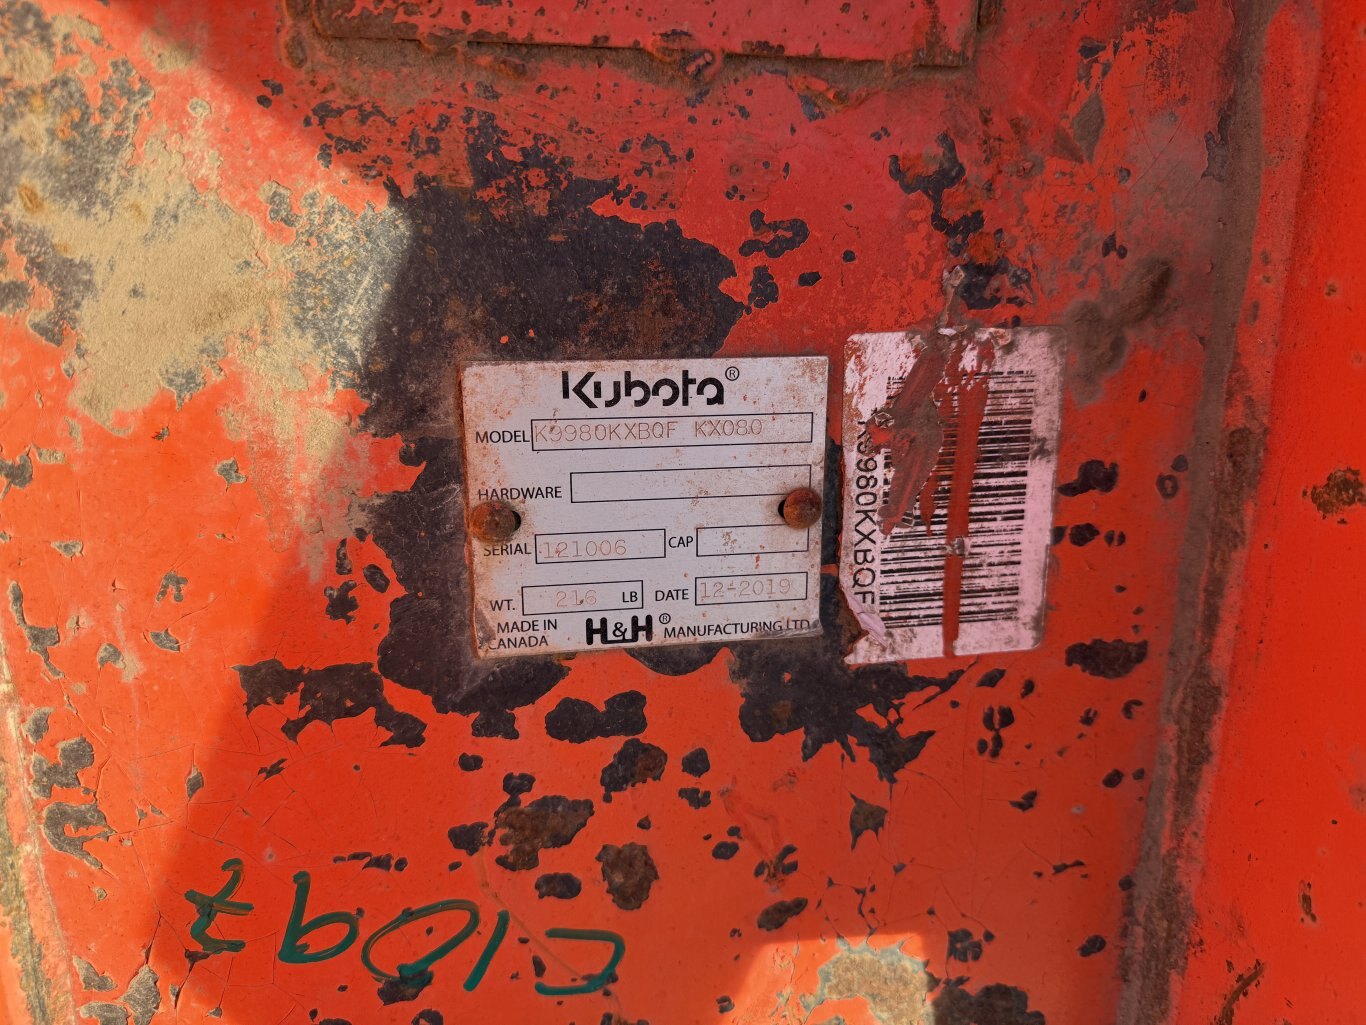 Kubota®
MODEL K9980KXBQF KX080
HARDWARE
SERIAL 121006 CAP
WT. 216 LB DATE 12-2019
MADE IN CANADA H&H® MANUFACTURING LTD
K9980KXBQF
C1097